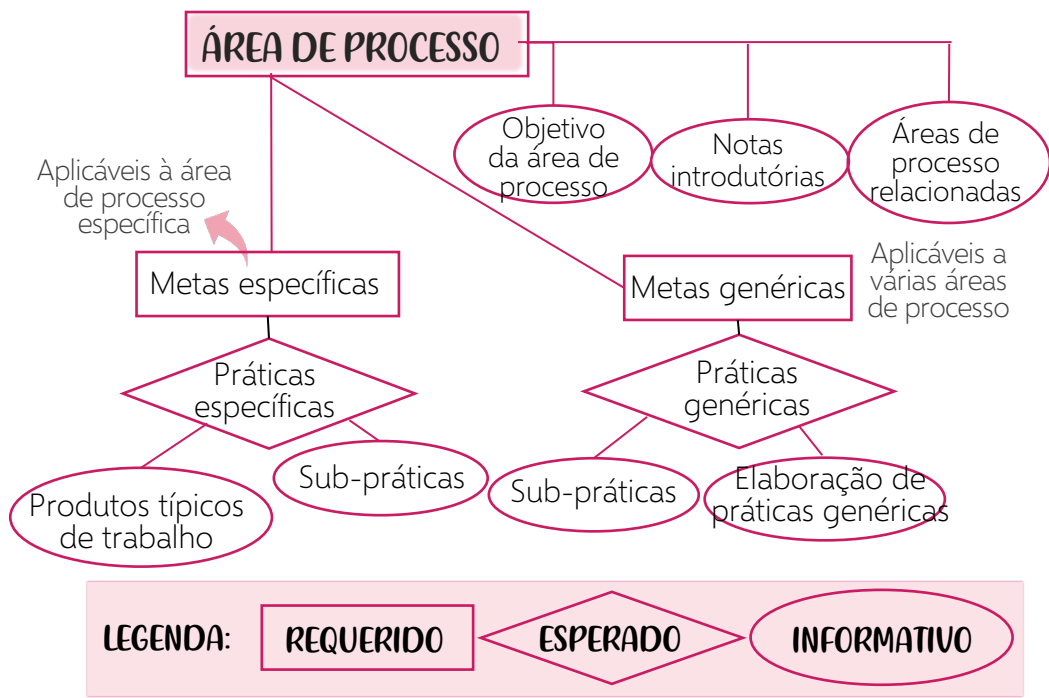 ÁREA DE PROCESSO
Objetivo
da área de
processo
Notas
introdutórias
Áreas de
processo
relacionadas
Aplicáveis à área
de processo
específica
Metas específicas
Metas genéricas
Aplicáveis a
várias áreas
de processo
Práticas
específicas
Práticas
genéricas
Produtos típicos
de trabalho
Sub-práticas
Sub-práticas
Elaboração de
práticas genéricas
LEGENDA:
REQUERIDO
ESPERADO
INFORMATIVO